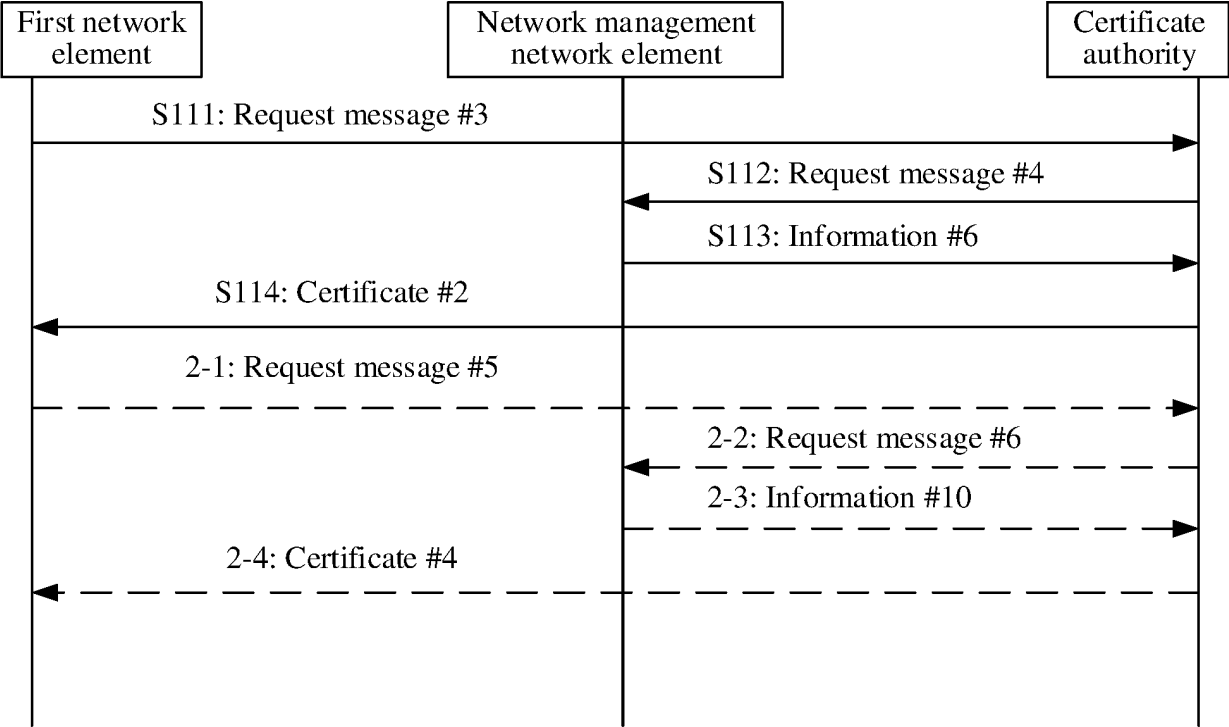 First network
element
Network management
network element
Certificate
authority
S111: Request message #3
S112: Request message #4
S113: Information #6
S114: Certificate #2
2-1: Request message #5
2-2: Request message #6
2-3: Information #10
2-4: Certificate #4